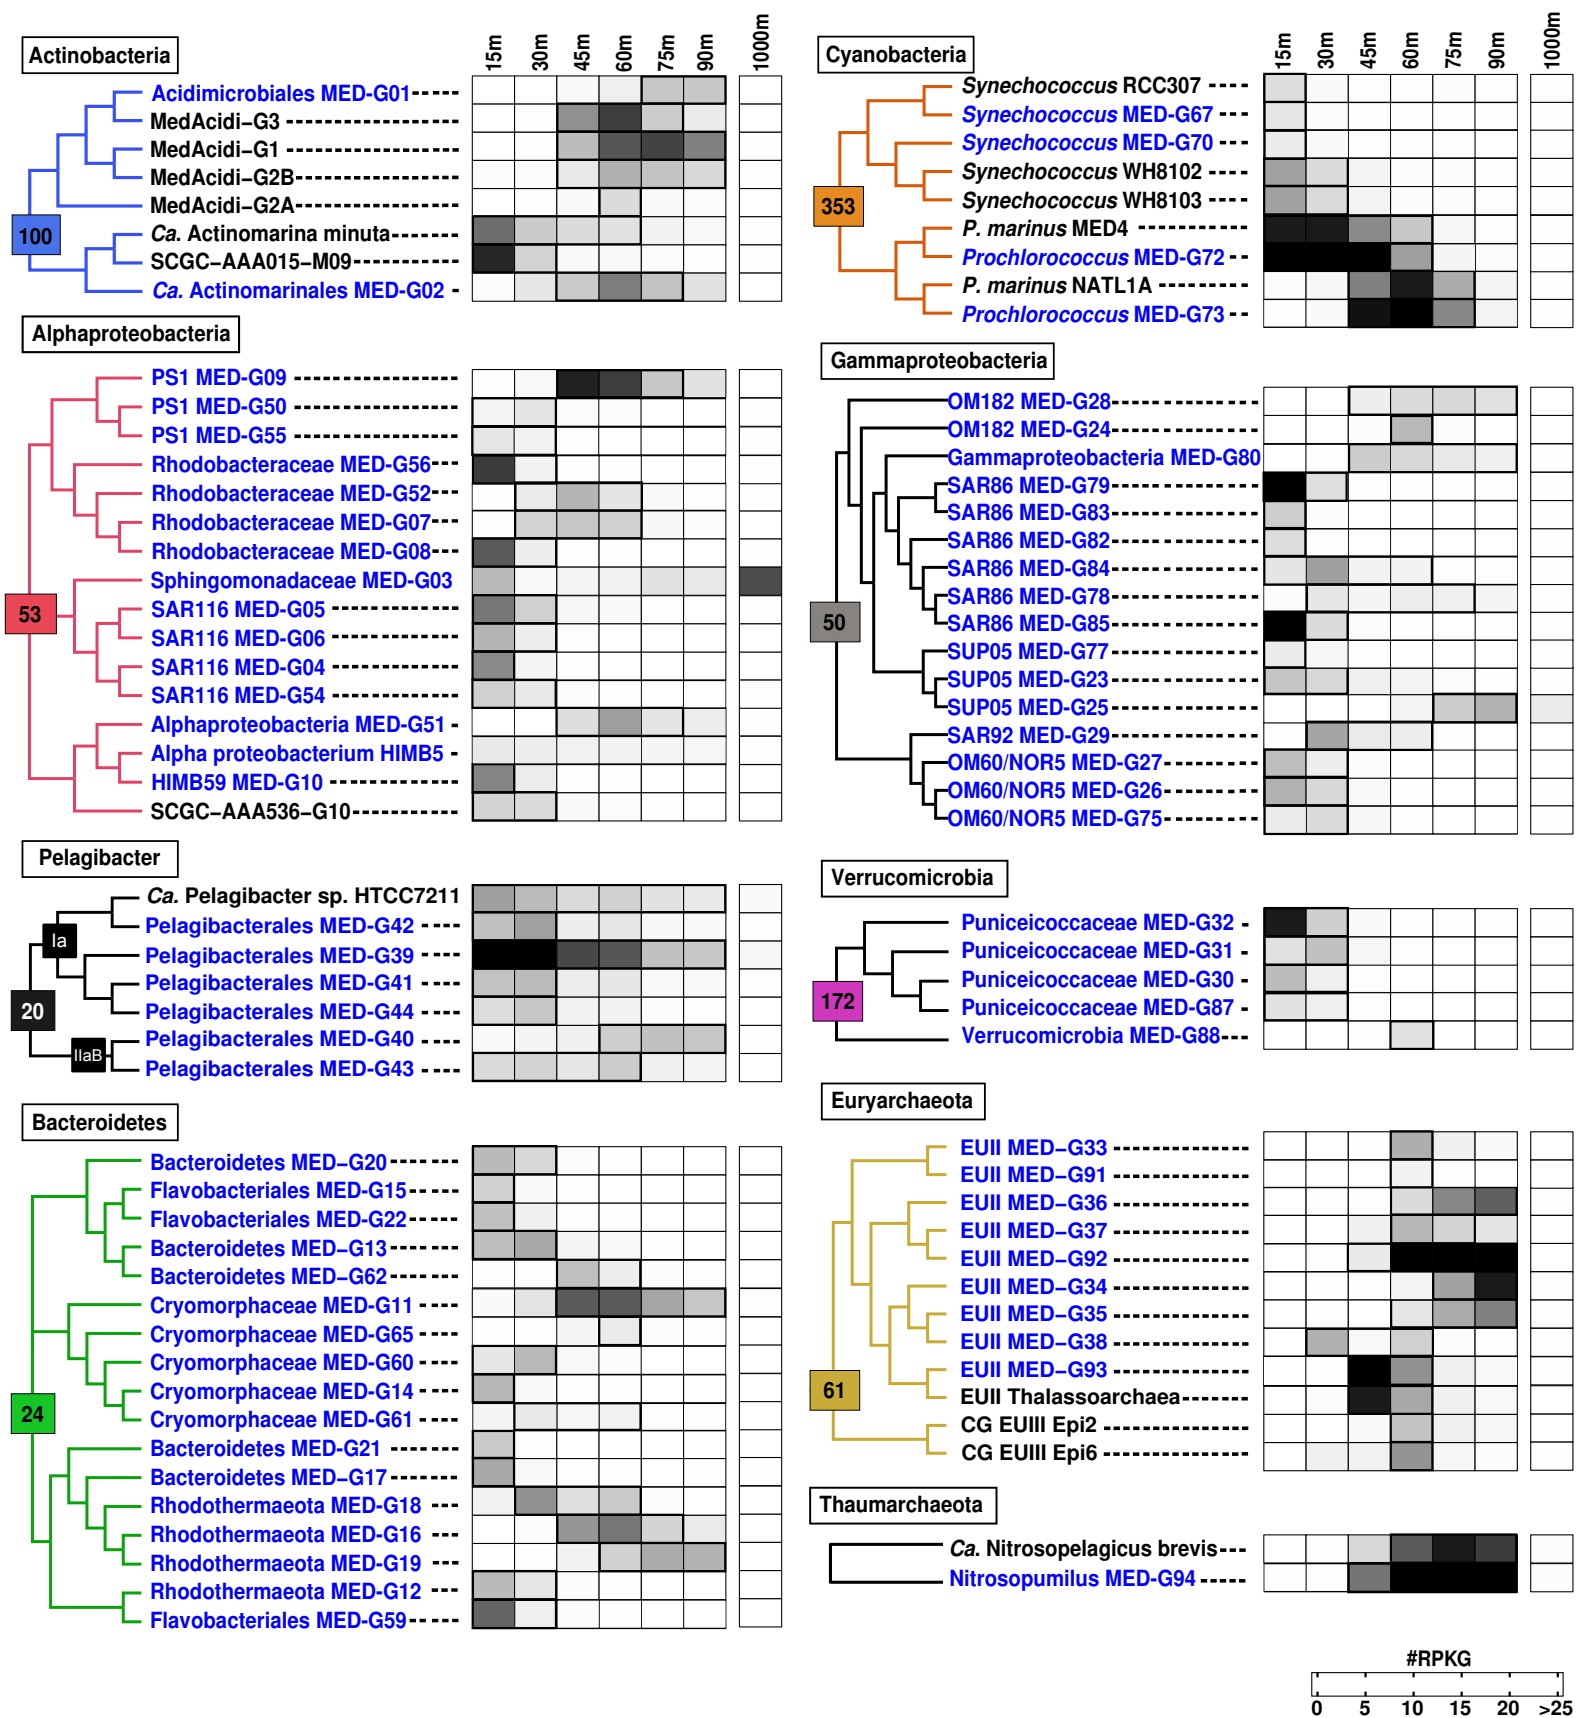 Actinobacteria
15m 30m 45m 60m 75m 90m 1000m
Acidimicrobiales MED-G01
MedAcidi−G3
MedAcidi−G1
MedAcidi−G2B
MedAcidi−G2A
100
Ca. Actinomarina minuta
SCGC−AAA015−M09
Ca. Actinomarinales MED-G02
Alphaproteobacteria
PS1 MED-G09
PS1 MED-G50
PS1 MED-G55
Rhodobacteraceae MED-G56
Rhodobacteraceae MED-G52
Rhodobacteraceae MED-G07
Rhodobacteraceae MED-G08
Sphingomonadaceae MED-G03
53
SAR116 MED-G05
SAR116 MED-G06
SAR116 MED-G04
SAR116 MED-G54
Alphaproteobacteria MED-G51
Alpha proteobacterium HIMB5
HIMB59 MED-G10
SCGC−AAA536−G10
Pelagibacter
Ca. Pelagibacter sp. HTCC7211
Pelagibacterales MED-G42
Ia
Pelagibacterales MED-G39
Pelagibacterales MED-G41
20
Pelagibacterales MED-G44
Pelagibacterales MED-G40
IIaB
Pelagibacterales MED-G43
Bacteroidetes
Bacteroidetes MED−G20
Flavobacteriales MED-G15
Flavobacteriales MED-G22
Bacteroidetes MED−G13
Bacteroidetes MED−G62
Cryomorphaceae MED-G11
Cryomorphaceae MED-G65
Cryomorphaceae MED-G60
Cryomorphaceae MED-G14
24
Cryomorphaceae MED-G61
Bacteroidetes MED-G21
Bacteroidetes MED−G17
Rhodothermaeota MED-G18
Rhodothermaeota MED-G16
Rhodothermaeota MED-G19
Rhodothermaeota MED-G12
Flavobacteriales MED-G59
Cyanobacteria
15m 30m 45m 60m 75m 90m 1000m
Synechococcus RCC307
Synechococcus MED-G67
Synechococcus MED-G70
Synechococcus WH8102
Synechococcus WH8103
353
P. marinus MED4
Prochlorococcus MED-G72
P. marinus NATL1A
Prochlorococcus MED-G73
Gammaproteobacteria
OM182 MED-G28
OM182 MED-G24
Gammaproteobacteria MED-G80
SAR86 MED-G79
SAR86 MED-G83
SAR86 MED-G82
SAR86 MED-G84
SAR86 MED-G78
50
SAR86 MED-G85
SUP05 MED-G77
SUP05 MED-G23
SUP05 MED-G25
SAR92 MED-G29
OM60/NOR5 MED-G27
OM60/NOR5 MED-G26
OM60/NOR5 MED-G75
Verrucomicrobia
Puniceicoccaceae MED-G32
Puniceicoccaceae MED-G31
Puniceicoccaceae MED-G30
172
Puniceicoccaceae MED-G87
Verrucomicrobia MED-G88
Euryarchaeota
EUII MED−G33
EUII MED−G91
EUII MED−G36
EUII MED−G37
EUII MED−G92
EUII MED−G34
EUII MED−G35
EUII MED−G38
EUII MED−G93
61
EUII Thalassoarchaea
CG EUIII Epi2
CG EUIII Epi6
Thaumarchaeota
Ca. Nitrosopelagicus brevis
Nitrosopumilus MED-G94
#RPKG
0 5 10 15 20 >25